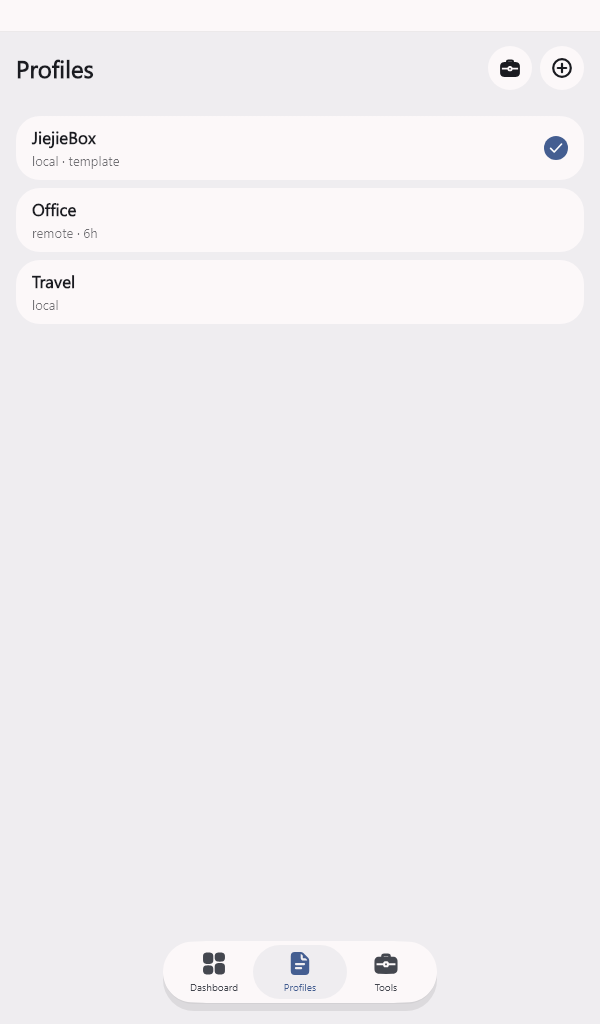 Profiles
JiejieBox
local · template
Office
remote · 6h
Travel
local
Dashboard
Profiles
Tools